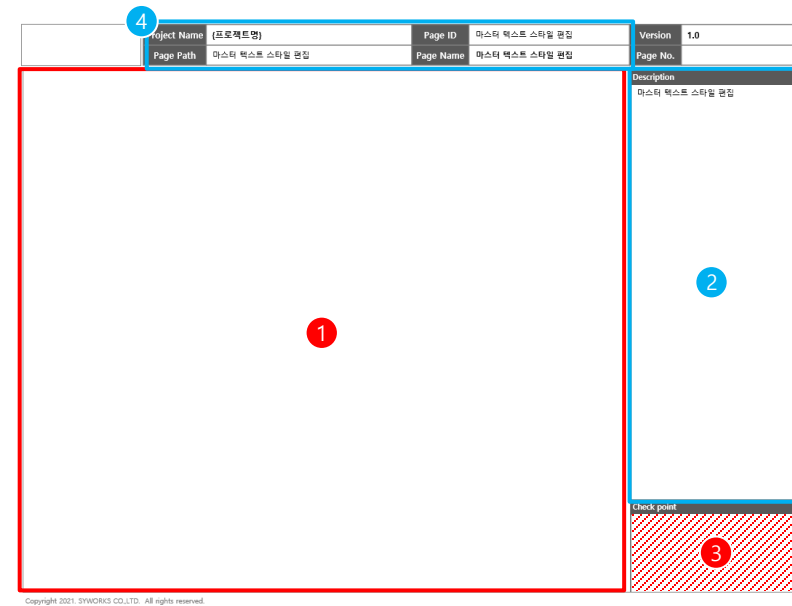 4
roject Name {프로젝트명} Page ID 마스터 텍스트 스타일 편집 Version 1.0
Page Path 마스터 텍스트 스타일 편집 Page Name 마스터 텍스트 스타일 편집 Page No.
Description
마스터 텍스트 스타일 편집
2
1
Check point
3
Copyright 2021. SYWORKS CO.,LTD. All rights reserved.